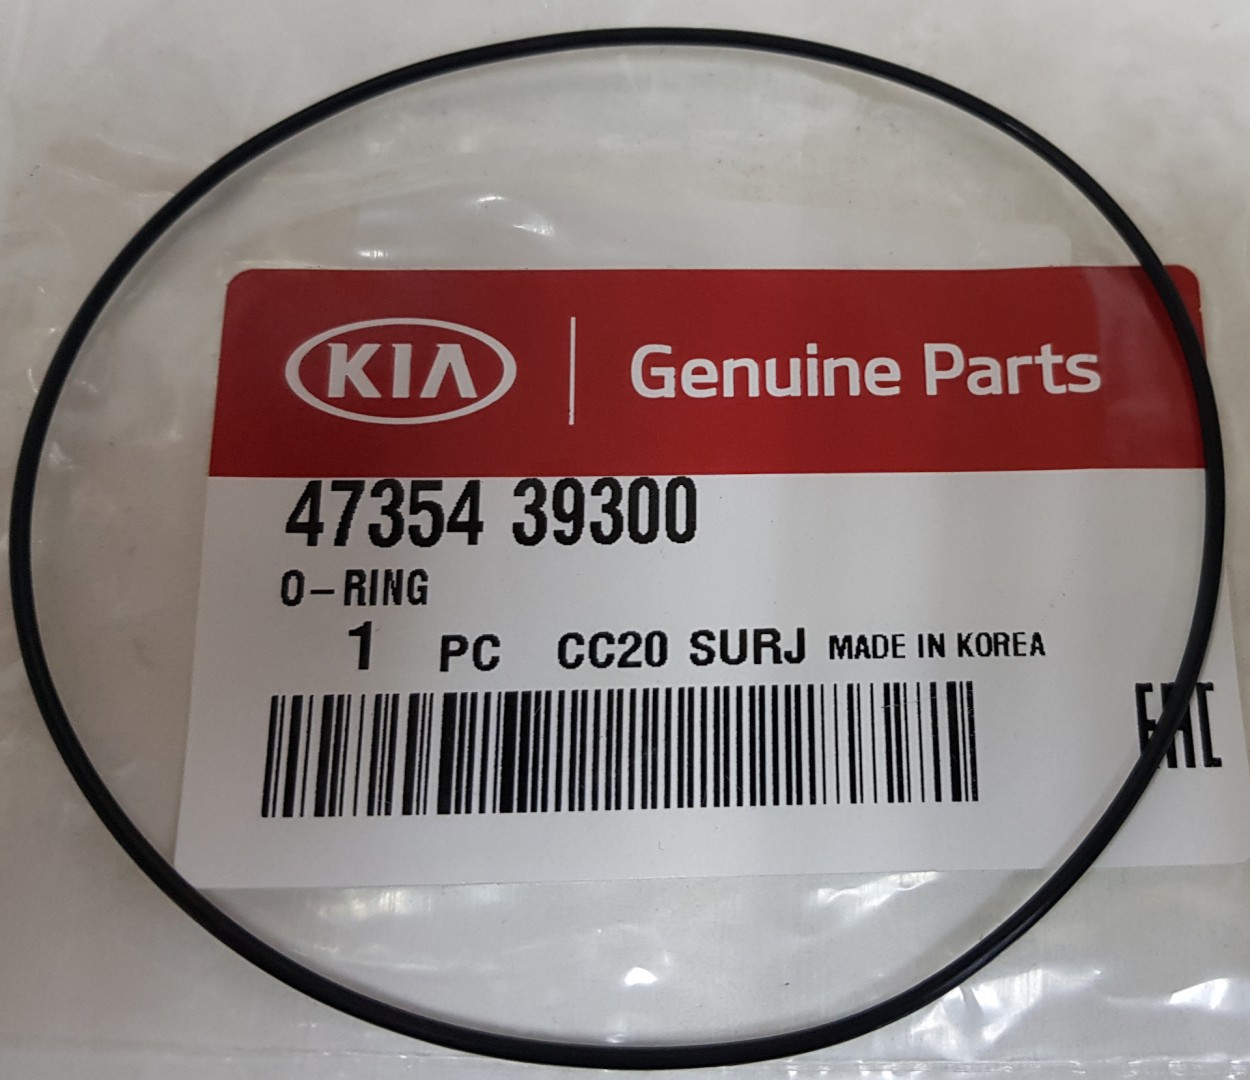 KIA Genuine Parts
47354 39300
O-RING
1 PC CC20 SURJ MADE IN KOREA
EAC